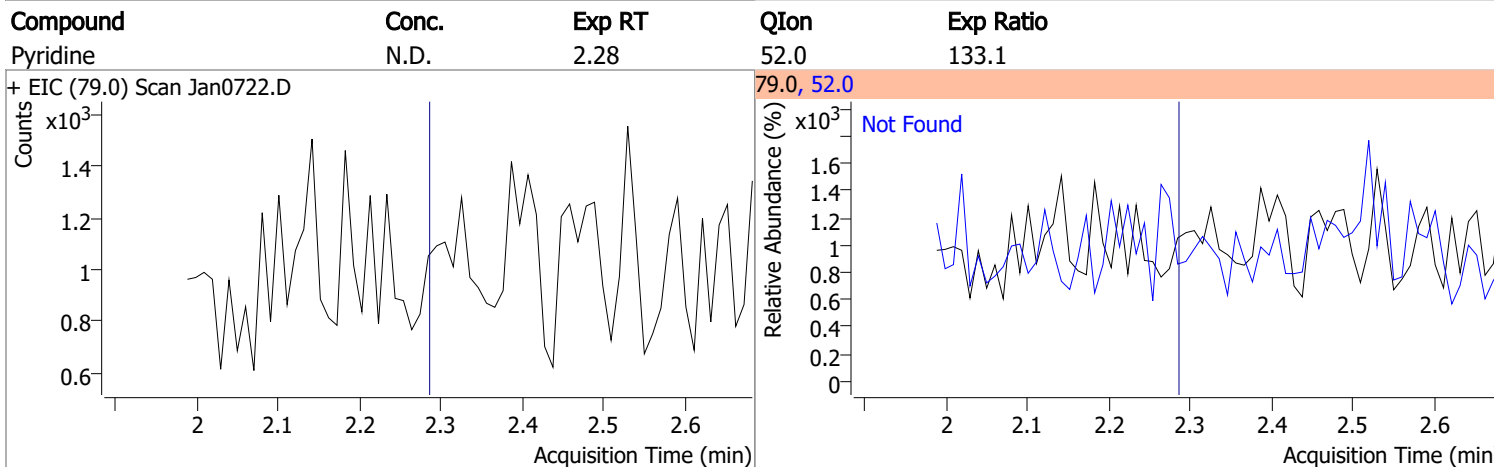 Compound Conc. Exp RT QIon Exp Ratio
Pyridine N.D. 2.28 52.0 133.1
+ EIC (79.0) Scan Jan0722.D
Counts
x10³
1.4
1.2
1
0.8
0.6
2 2.1 2.2 2.3 2.4 2.5 2.6
Acquisition Time (min)
79.0, 52.0
Relative Abundance (%)
x10³
Not Found
1.6
1.4
1.2
1
0.8
0.6
0.4
0.2
0
2 2.1 2.2 2.3 2.4 2.5 2.6
Acquisition Time (min